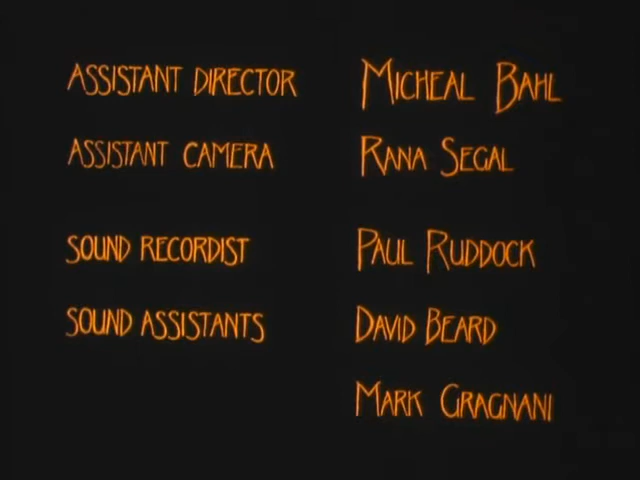 ASSISTANT DIRECTOR MICHEAL BAHL
ASSISTANT CAMERA RANA SEGAL
SOUND RECORDIST PAUL RUDDOCK
SOUND ASSISTANTS DAVID BEARD
MARK GRAGNANI